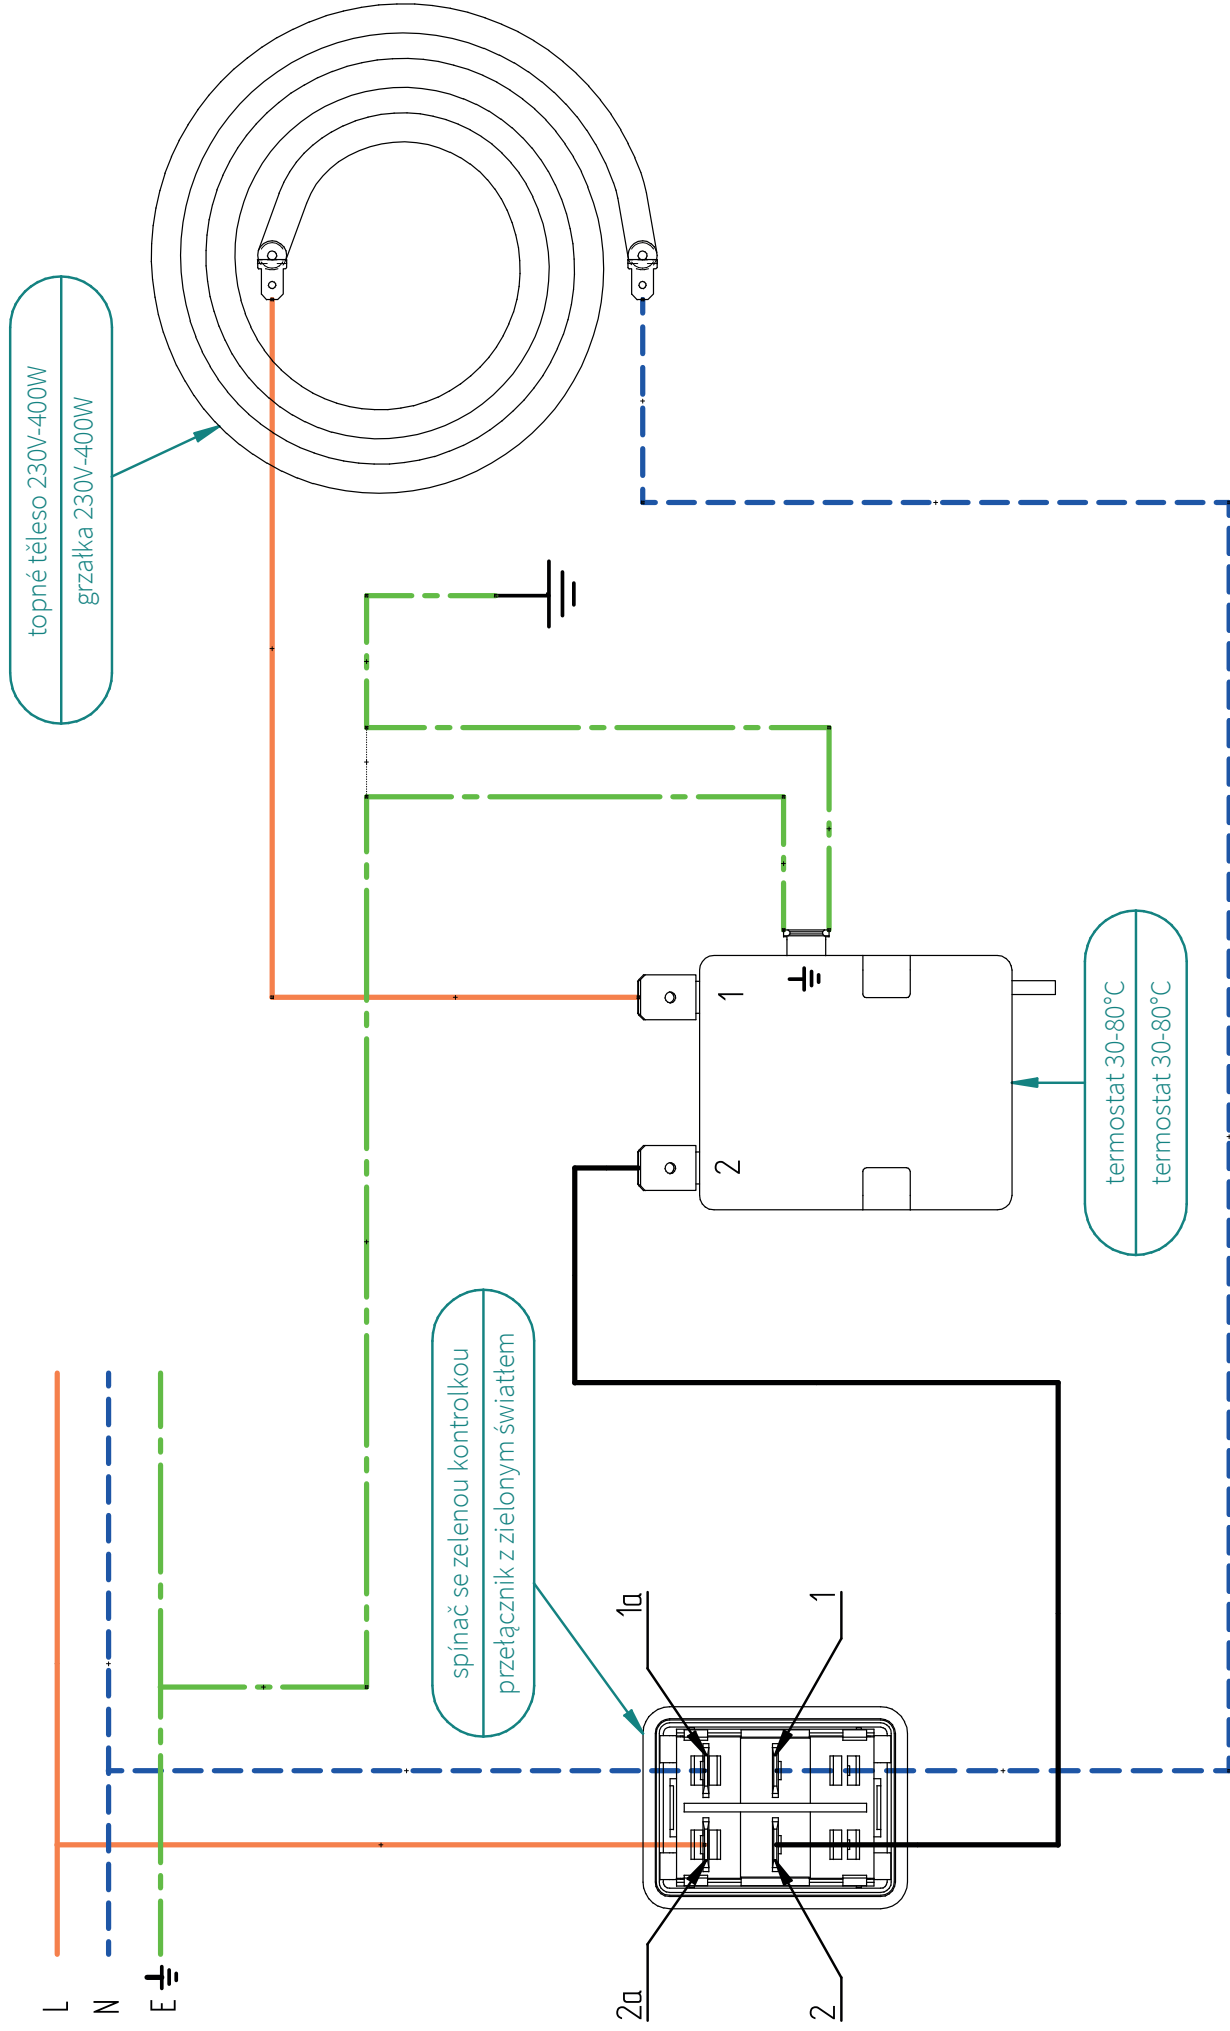 L
N
E
topné těleso 230V-400W
grzałka 230V-400W
spínač se zelenou kontrolkou
przełącznik z zielonym światłem
termostat 30-80°C
termostat 30-80°C
2a
1a
2
1
2
1